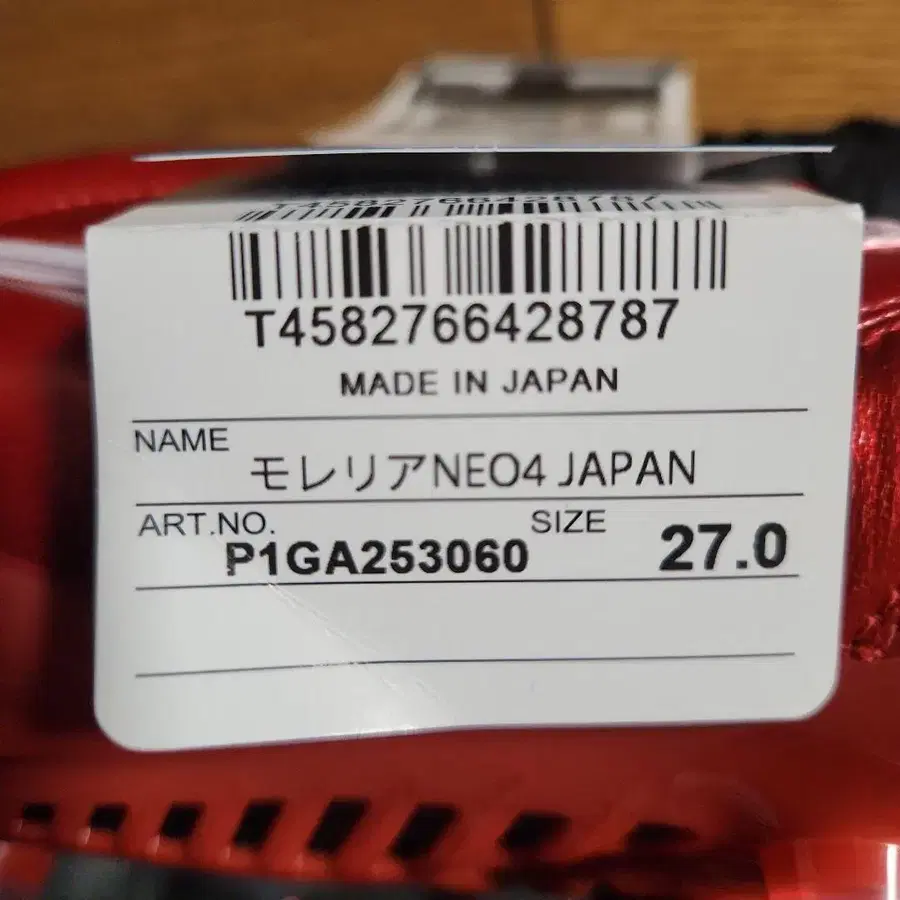 T4582766428787
T4582766428787
MADE IN JAPAN
NAME
モレリアNEO4 JAPAN
ART.NO. SIZE
P1GA253060 27.0